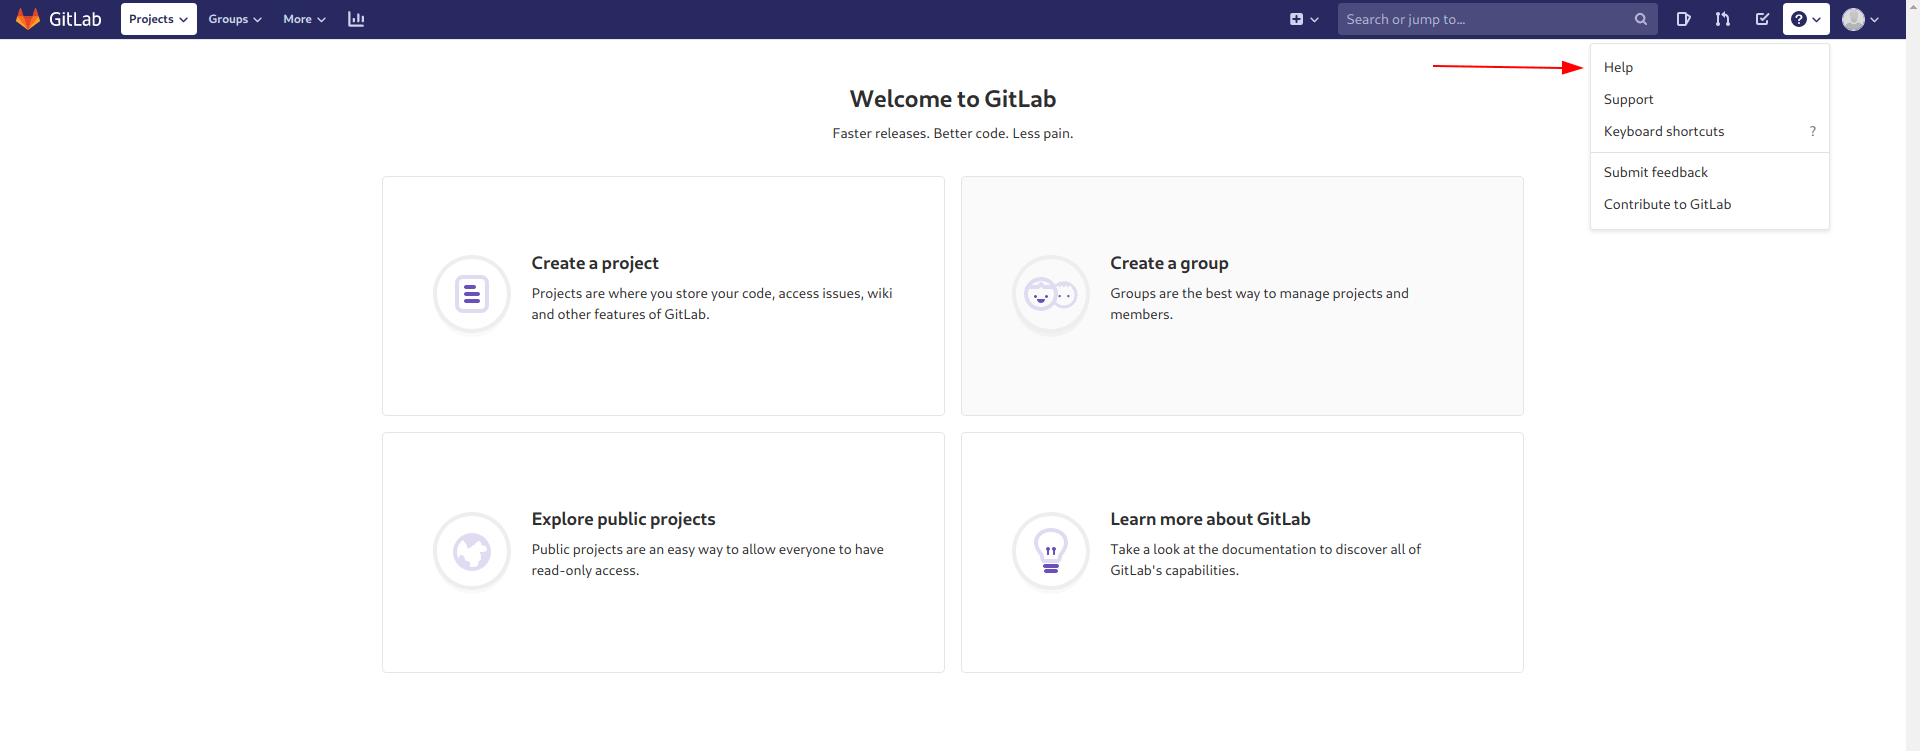 GitLab Projects Groups More Search or jump to... ?
Help
Support
Keyboard shortcuts ?
Submit feedback
Contribute to GitLab
Welcome to GitLab
Faster releases. Better code. Less pain.
Create a project
Projects are where you store your code, access issues, wiki
and other features of GitLab.
Create a group
Groups are the best way to manage projects and
members.
Explore public projects
Public projects are an easy way to allow everyone to have
read-only access.
Learn more about GitLab
Take a look at the documentation to discover all of
GitLab's capabilities.